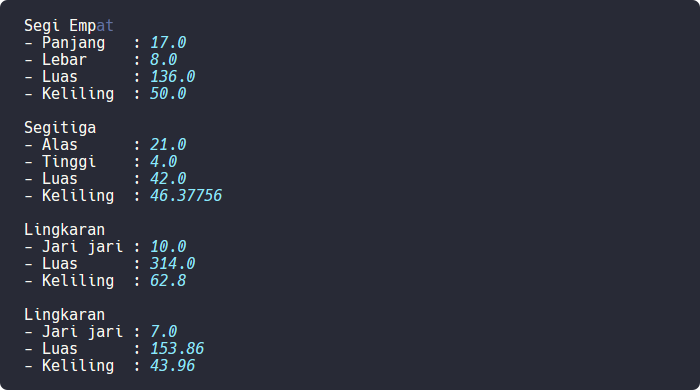 Segi Empat
- Panjang   : 17.0
- Lebar     : 8.0
- Luas      : 136.0
- Keliling  : 50.0

Segitiga
- Alas      : 21.0
- Tinggi    : 4.0
- Luas      : 42.0
- Keliling  : 46.37756

Lingkaran
- Jari jari : 10.0
- Luas      : 314.0
- Keliling  : 62.8

Lingkaran
- Jari jari : 7.0
- Luas      : 153.86
- Keliling  : 43.96